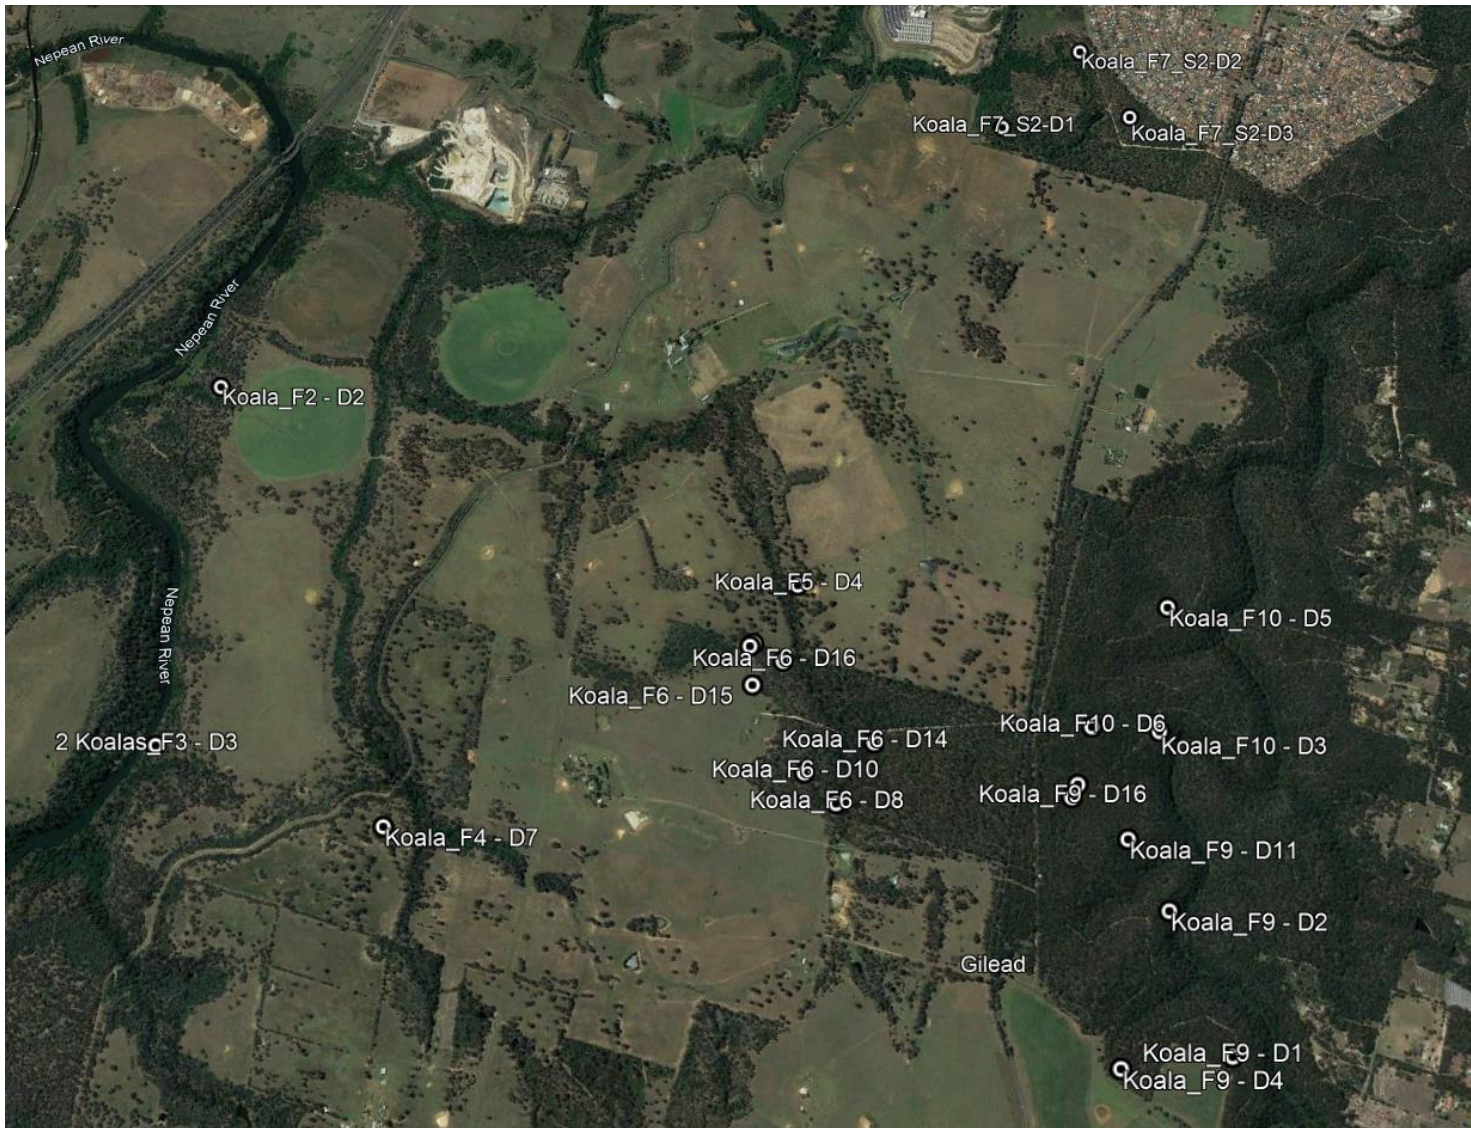 Nepean River
Koala_F7_S2-D2
Koala_F7_S2-D1
Koala_F7_S2-D3
Nepean River
Koala_F2 - D2
Koala_F5 - D4
Koala_F10 - D5
Nepean River
Koala_F6 - D16
Koala_F6 - D15
2 Koalas_F3 - D3
Koala_F6 - D14
Koala_F10 - D6
Koala_F10 - D3
Koala_F6 - D10
Koala_F6 - D8
Koala_F9 - D16
Koala_F4 - D7
Koala_F9 - D11
Koala_F9 - D2
Gilead
Koala_F9 - D1
Koala_F9 - D4